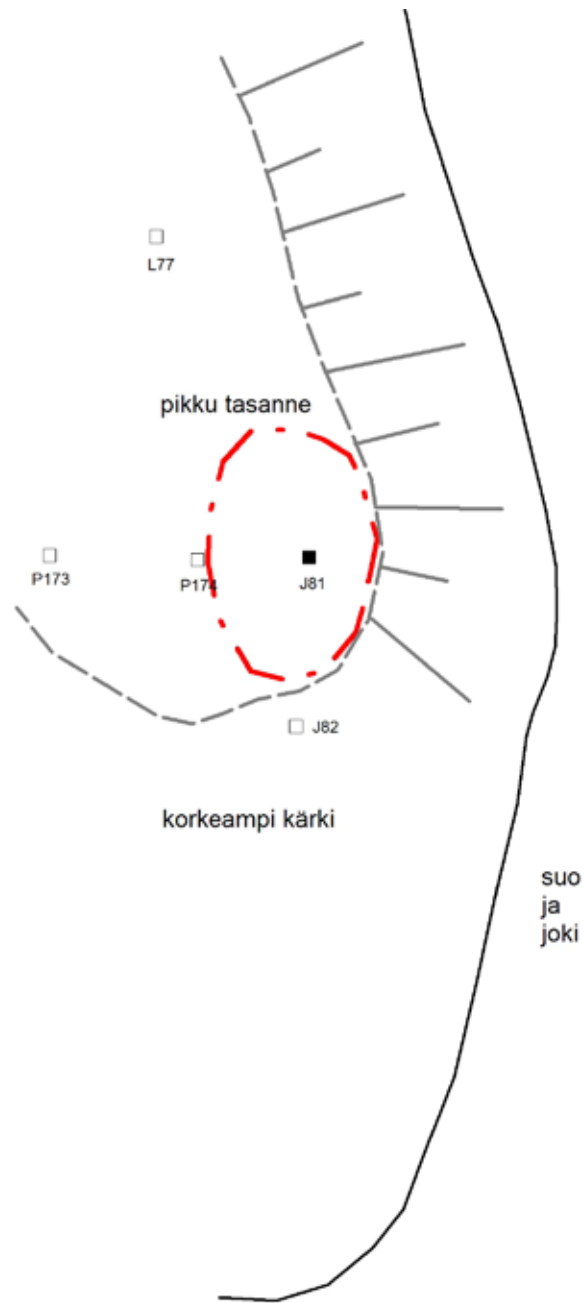 L77
pikku tasanne
P173
P174
J81
J82
korkeampi kärki
suo
ja
joki